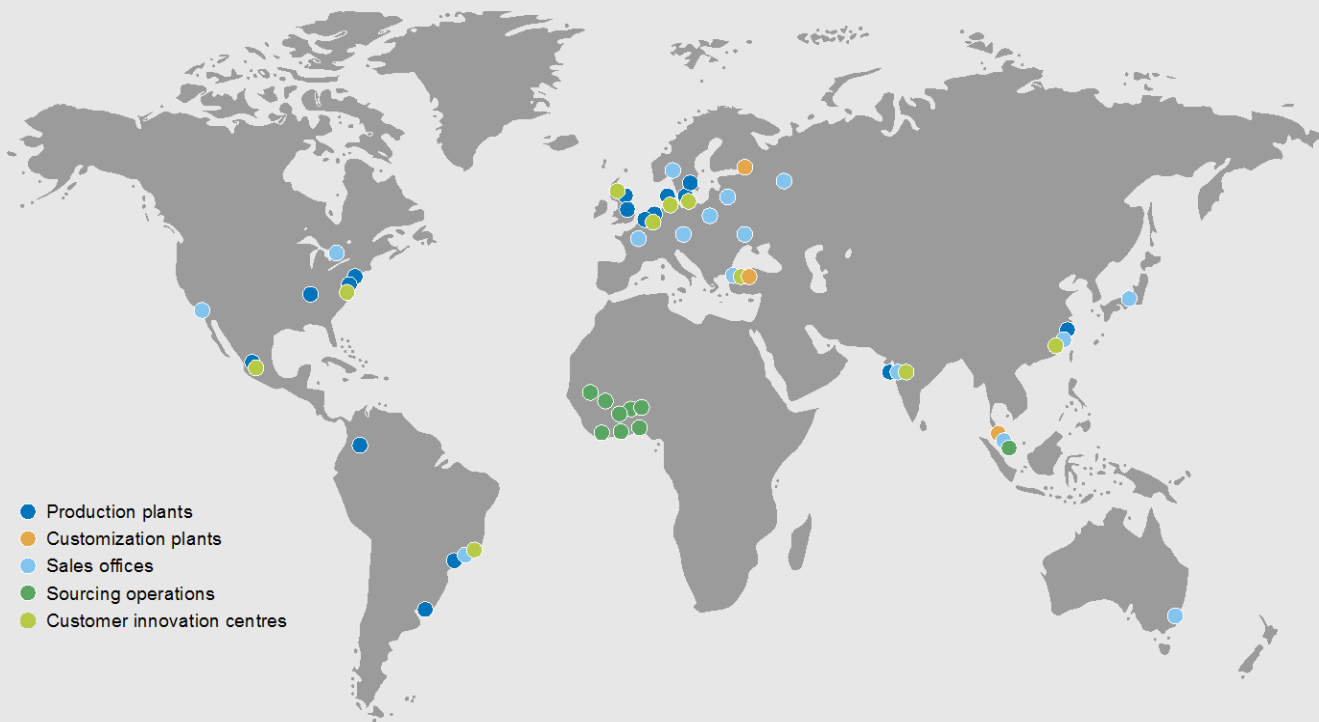 Production plants
Customization plants
Sales offices
Sourcing operations
Customer innovation centres